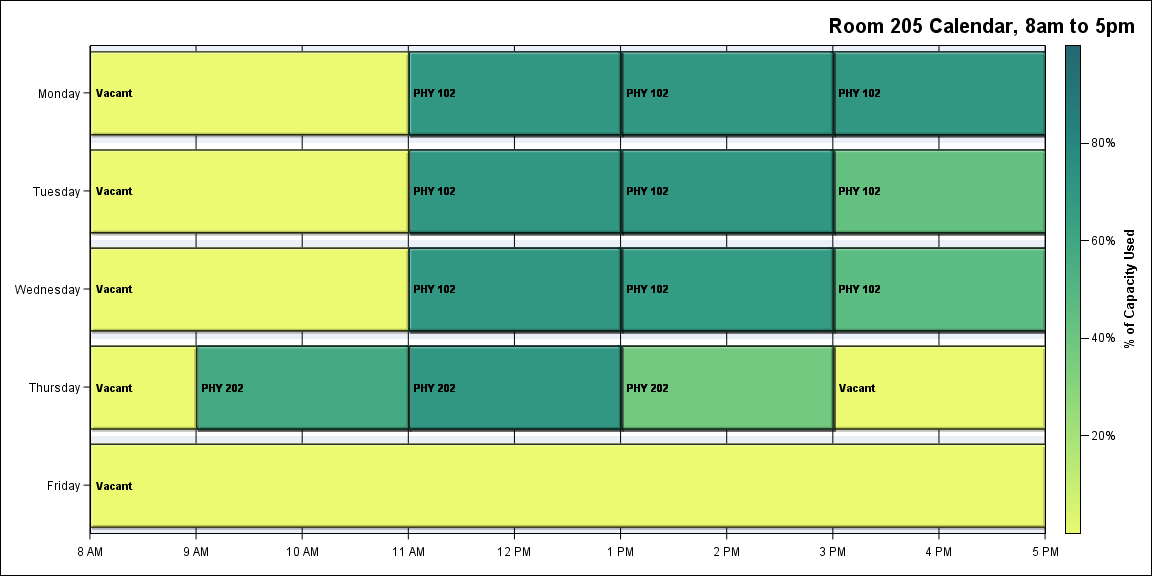 Room 205 Calendar, 8am to 5pm
Monday Vacant PHY 102 PHY 102 PHY 102
80%
Tuesday Vacant PHY 102 PHY 102 PHY 102
60%
Wednesday Vacant PHY 102 PHY 102 PHY 102
% of Capacity Used
40%
Thursday Vacant PHY 202 PHY 202 PHY 202 Vacant
20%
Friday Vacant
8 AM 9 AM 10 AM 11 AM 12 PM 1 PM 2 PM 3 PM 4 PM 5 PM